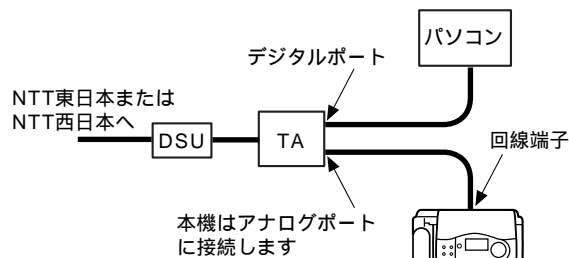 パソコン
デジタルポート
NTT東日本または
NTT西日本へ
DSU
TA
回線端子
本機はアナログポート
に接続します